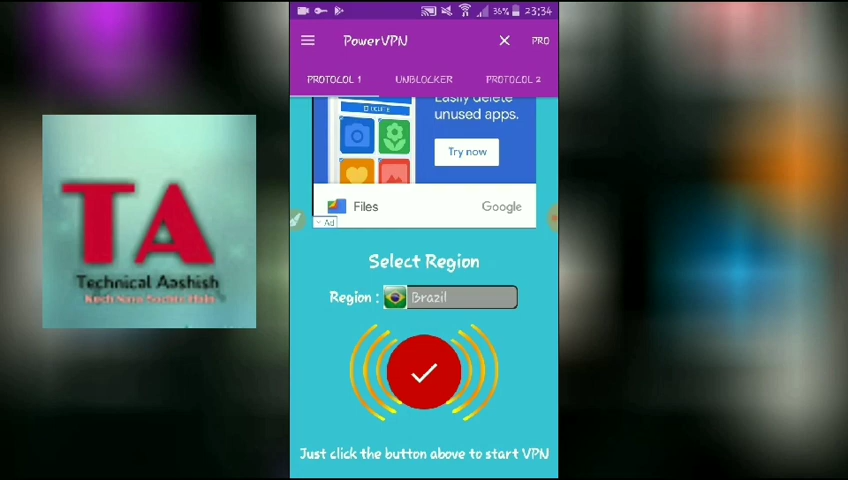 36% 23:34
PowerVPN
PRO
PROTOCOL 1
UNBLOCKER
PROTOCOL 2
DELETE
Easily delete
unused apps.
Try now
Files
Google
Ad
TA
Technical Aashish
Select Region
Region :
Brazil
Just click the button above to start VPN